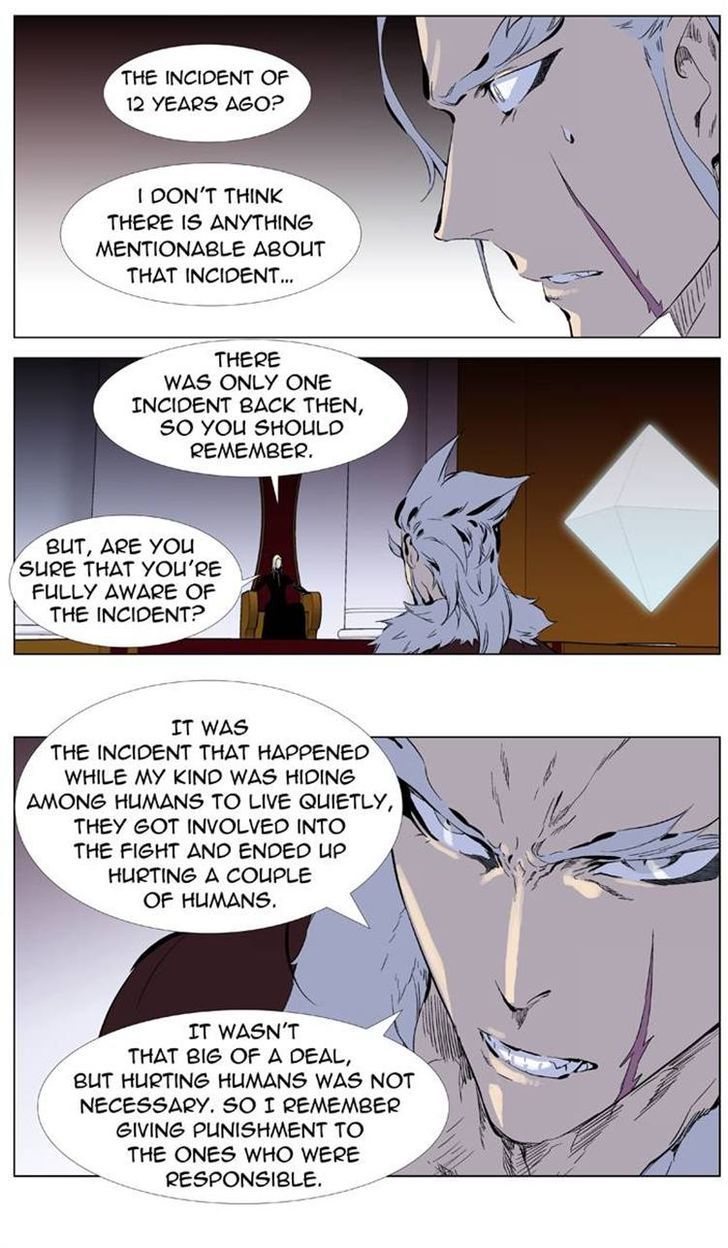 THE INCIDENT OF
12 YEARS AGO?
I DON'T THINK
THERE IS ANYTHING
MENTIONABLE ABOUT
THAT INCIDENT...
THERE
WAS ONLY ONE
INCIDENT BACK THEN,
SO YOU SHOULD
REMEMBER.
BUT, ARE YOU
SURE THAT YOU'RE
FULLY AWARE OF
THE INCIDENT?
IT WAS
THE INCIDENT THAT HAPPENED
WHILE MY KIND WAS HIDING
AMONG HUMANS TO LIVE QUIETLY,
THEY GOT INVOLVED INTO
THE FIGHT AND ENDED UP
HURTING A COUPLE
OF HUMANS.
IT WASN'T
THAT BIG OF A DEAL,
BUT HURTING HUMANS WAS NOT
NECESSARY. SO I REMEMBER
GIVING PUNISHMENT TO
THE ONES WHO WERE
RESPONSIBLE.